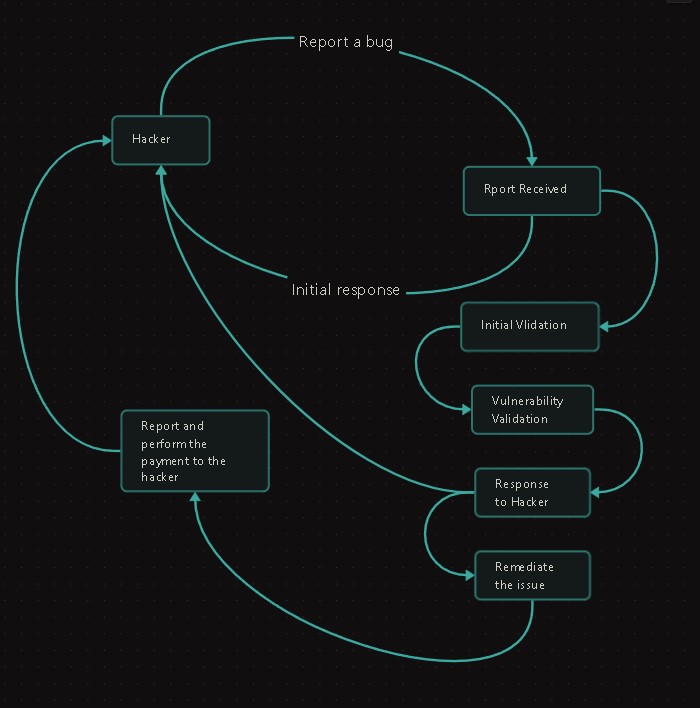 Report a bug
Hacker
Rport Received
Initial response
Initial Vlidation
Vulnerability
Validation
Report and
perform the
payment to the
hacker
Response
to Hacker
Remediate
the issue